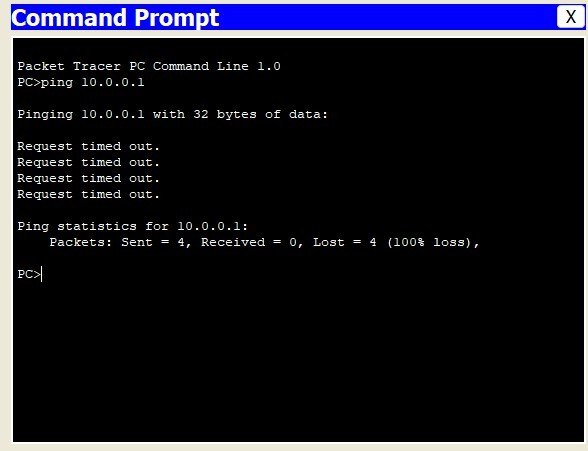 Command Prompt X
Packet Tracer PC Command Line 1.0
PC>ping 10.0.0.1
Pinging 10.0.0.1 with 32 bytes of data:
Request timed out.
Request timed out.
Request timed out.
Request timed out.
Ping statistics for 10.0.0.1:
Packets: Sent = 4, Received = 0, Lost = 4 (100% loss),
PC>